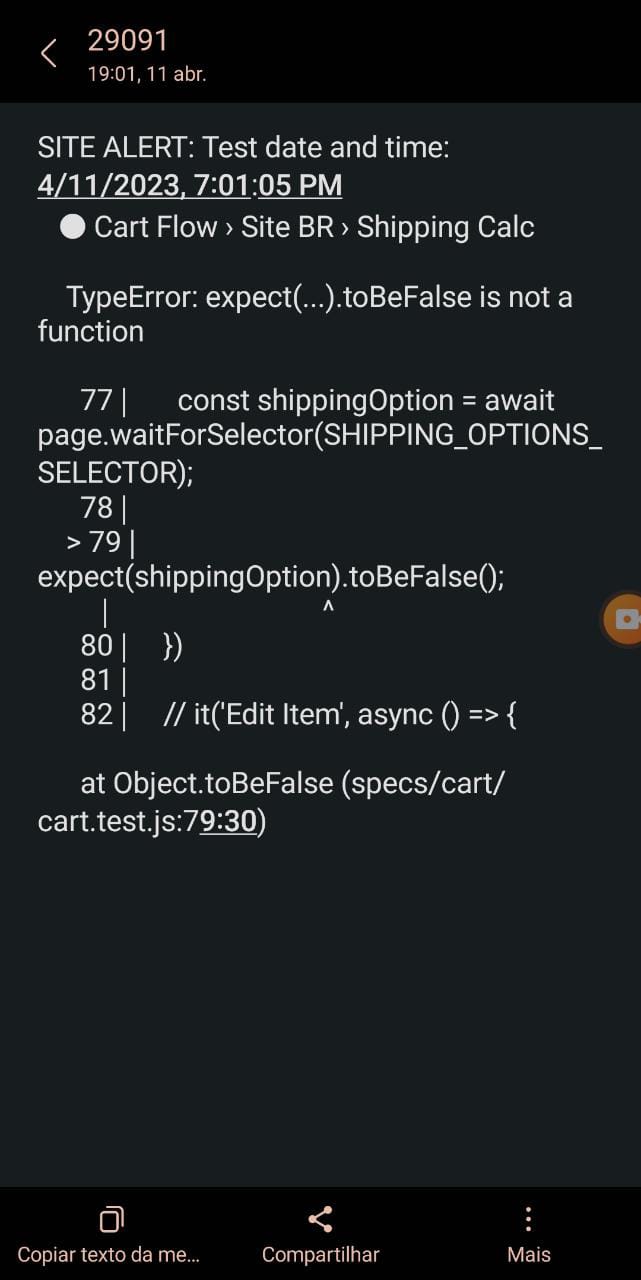 29091
19:01, 11 abr.
SITE ALERT: Test date and time:
4/11/2023, 7:01:05 PM
● Cart Flow › Site BR › Shipping Calc
TypeError: expect(...).toBeFalse is not a
function
77 |      const shippingOption = await
page.waitForSelector(SHIPPING_OPTIONS_
SELECTOR);
78 |
> 79 |
expect(shippingOption).toBeFalse();
|                         ^
80 |    })
81 |
82 |    // it('Edit Item', async () => {
at Object.toBeFalse (specs/cart/
cart.test.js:79:30)
Copiar texto da me...
Compartilhar
Mais